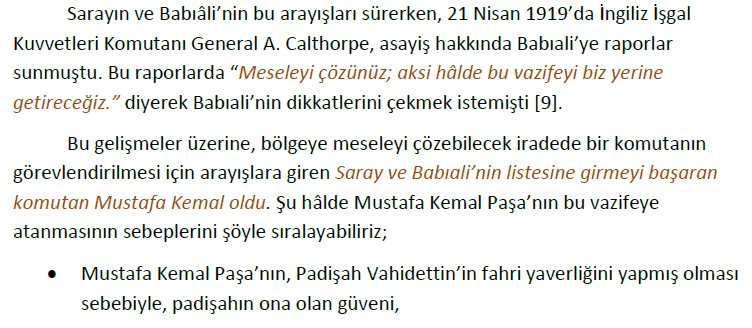 Sarayın ve Babıâli’nin bu arayışları sürerken, 21 Nisan 1919’da İngiliz İşgal
Kuvvetleri Komutanı General A. Calthorpe, asayiş hakkında Babıali’ye raporlar
sunmuştu. Bu raporlarda “Meseleyi çözünüz; aksi hâlde bu vazifeyi biz yerine
getireceğiz.” diyerek Babıali’nin dikkatlerini çekmek istemişti [9].
Bu gelişmeler üzerine, bölgeye meseleyi çözebilecek iradede bir komutanın
görevlendirilmesi için arayışlara giren Saray ve Babıali’nin listesine girmeyi başaran
komutan Mustafa Kemal oldu. Şu hâlde Mustafa Kemal Paşa’nın bu vazifeye
atanmasının sebeplerini şöyle sıralayabiliriz;
• Mustafa Kemal Paşa’nın, Padişah Vahidettin’in fahri yaverliğini yapmış olması
sebebiyle, padişahın ona olan güveni,